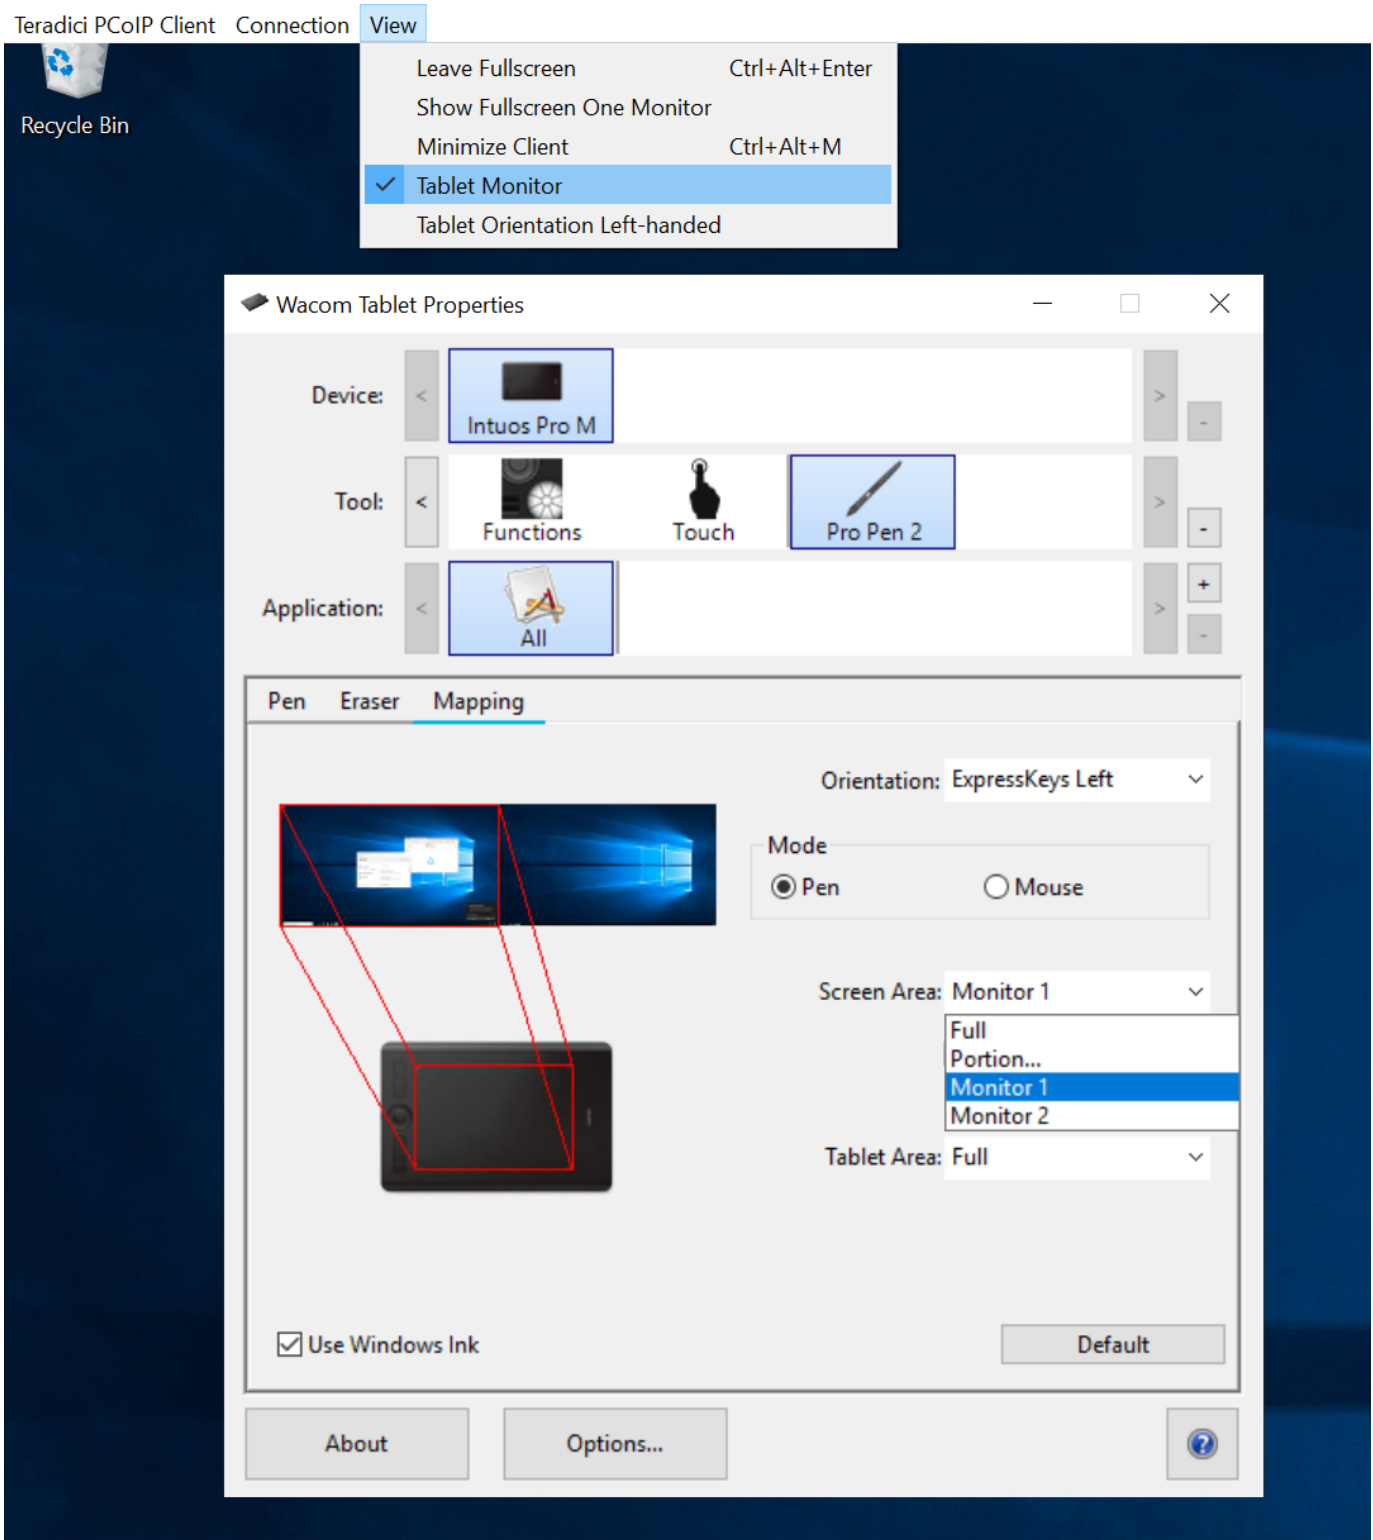 Teradici PCoIP Client Connection View
Leave Fullscreen Ctrl+Alt+Enter
Show Fullscreen One Monitor
Minimize Client Ctrl+Alt+M
Tablet Monitor
Tablet Orientation Left-handed
Recycle Bin
Wacom Tablet Properties
Device: < Intuos Pro M > -
Tool: < Functions Touch Pro Pen 2 > -
Application: < All > + -
Pen Eraser Mapping
Orientation: ExpressKeys Left
Mode
Pen Mouse
Screen Area: Monitor 1
Full
Portion...
Monitor 1
Monitor 2
Tablet Area: Full
Use Windows Ink Default
About Options... ?